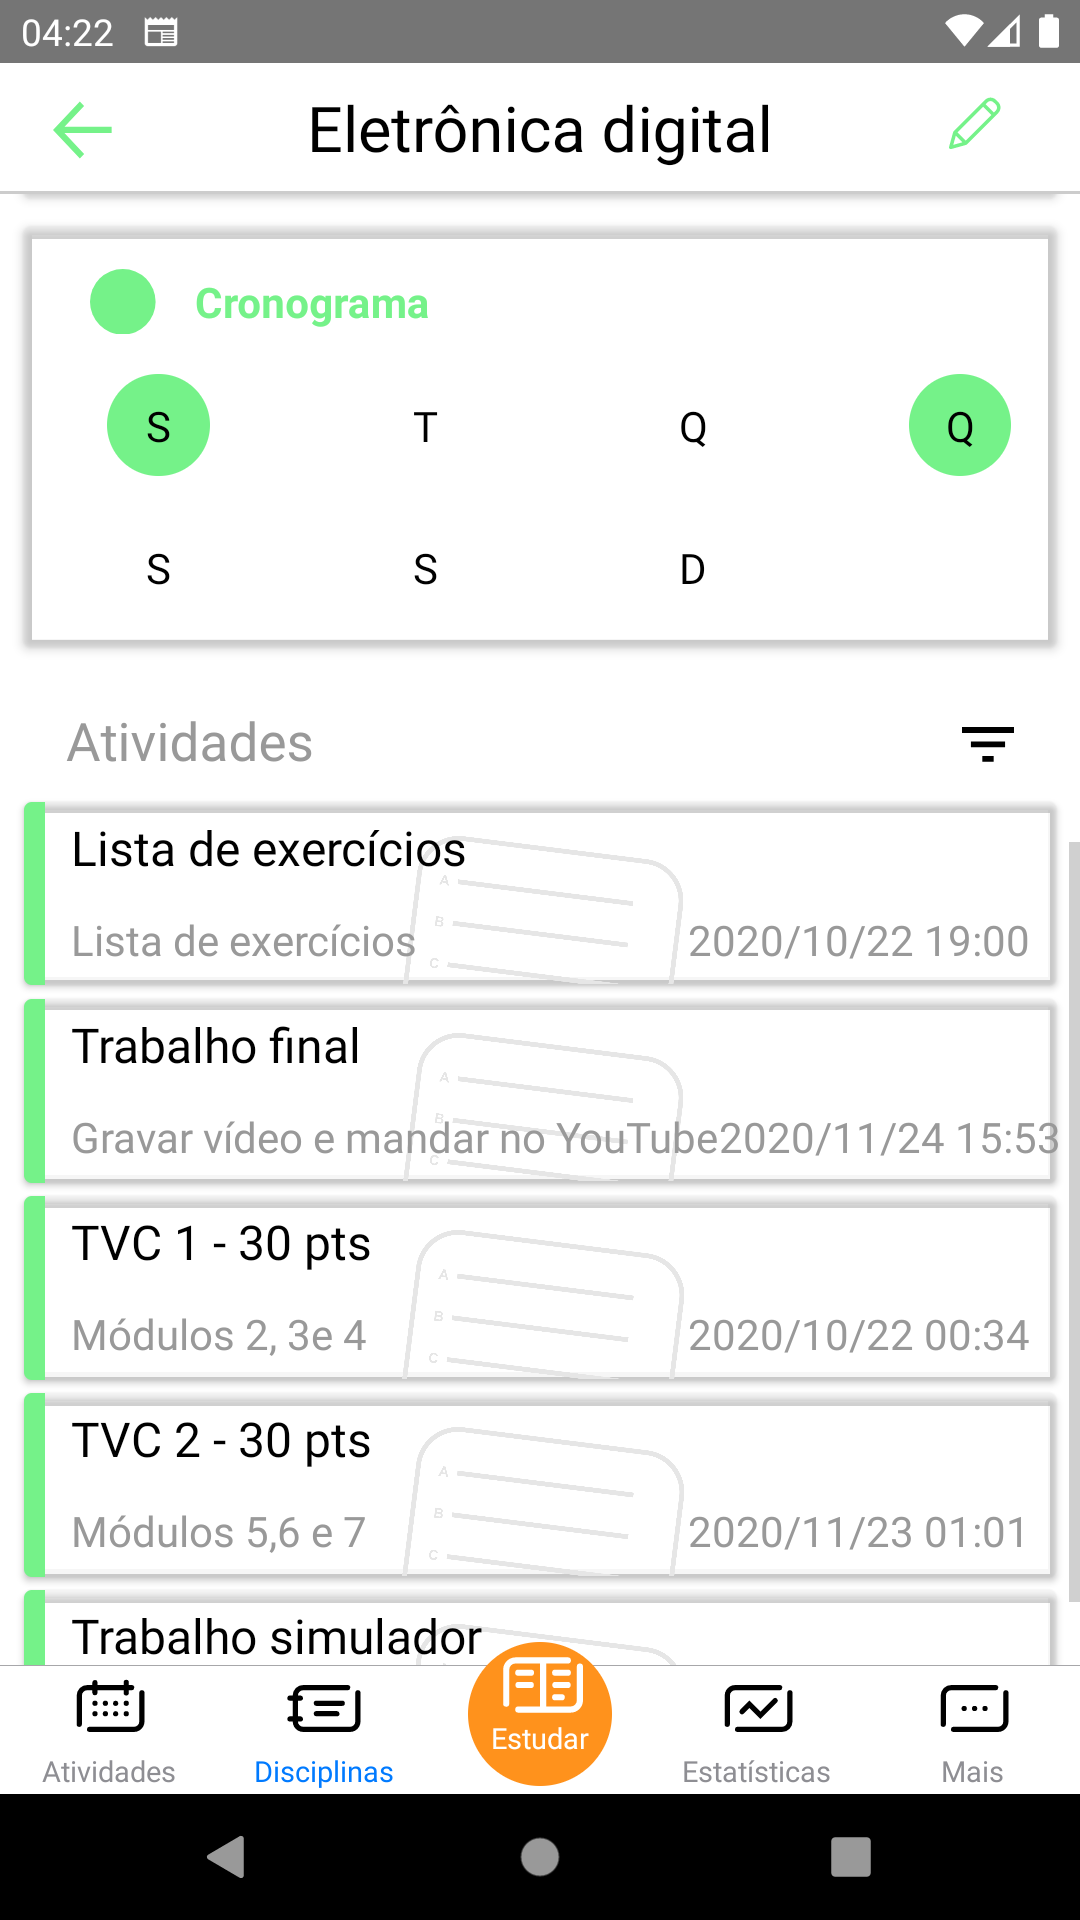 04:22
Eletrônica digital
Cronograma
S T Q Q
S S D
Atividades
Lista de exercícios
A
B
Lista de exercícios 2020/10/22 19:00
C
Trabalho final
A
B
Gravar vídeo e mandar no YouTube2020/11/24 15:53
C
TVC 1 - 30 pts
A
B
Módulos 2, 3e 4 2020/10/22 00:34
C
TVC 2 - 30 pts
A
B
Módulos 5,6 e 7 2020/11/23 01:01
C
Trabalho simulador
Atividades Disciplinas Estudar Estatísticas Mais